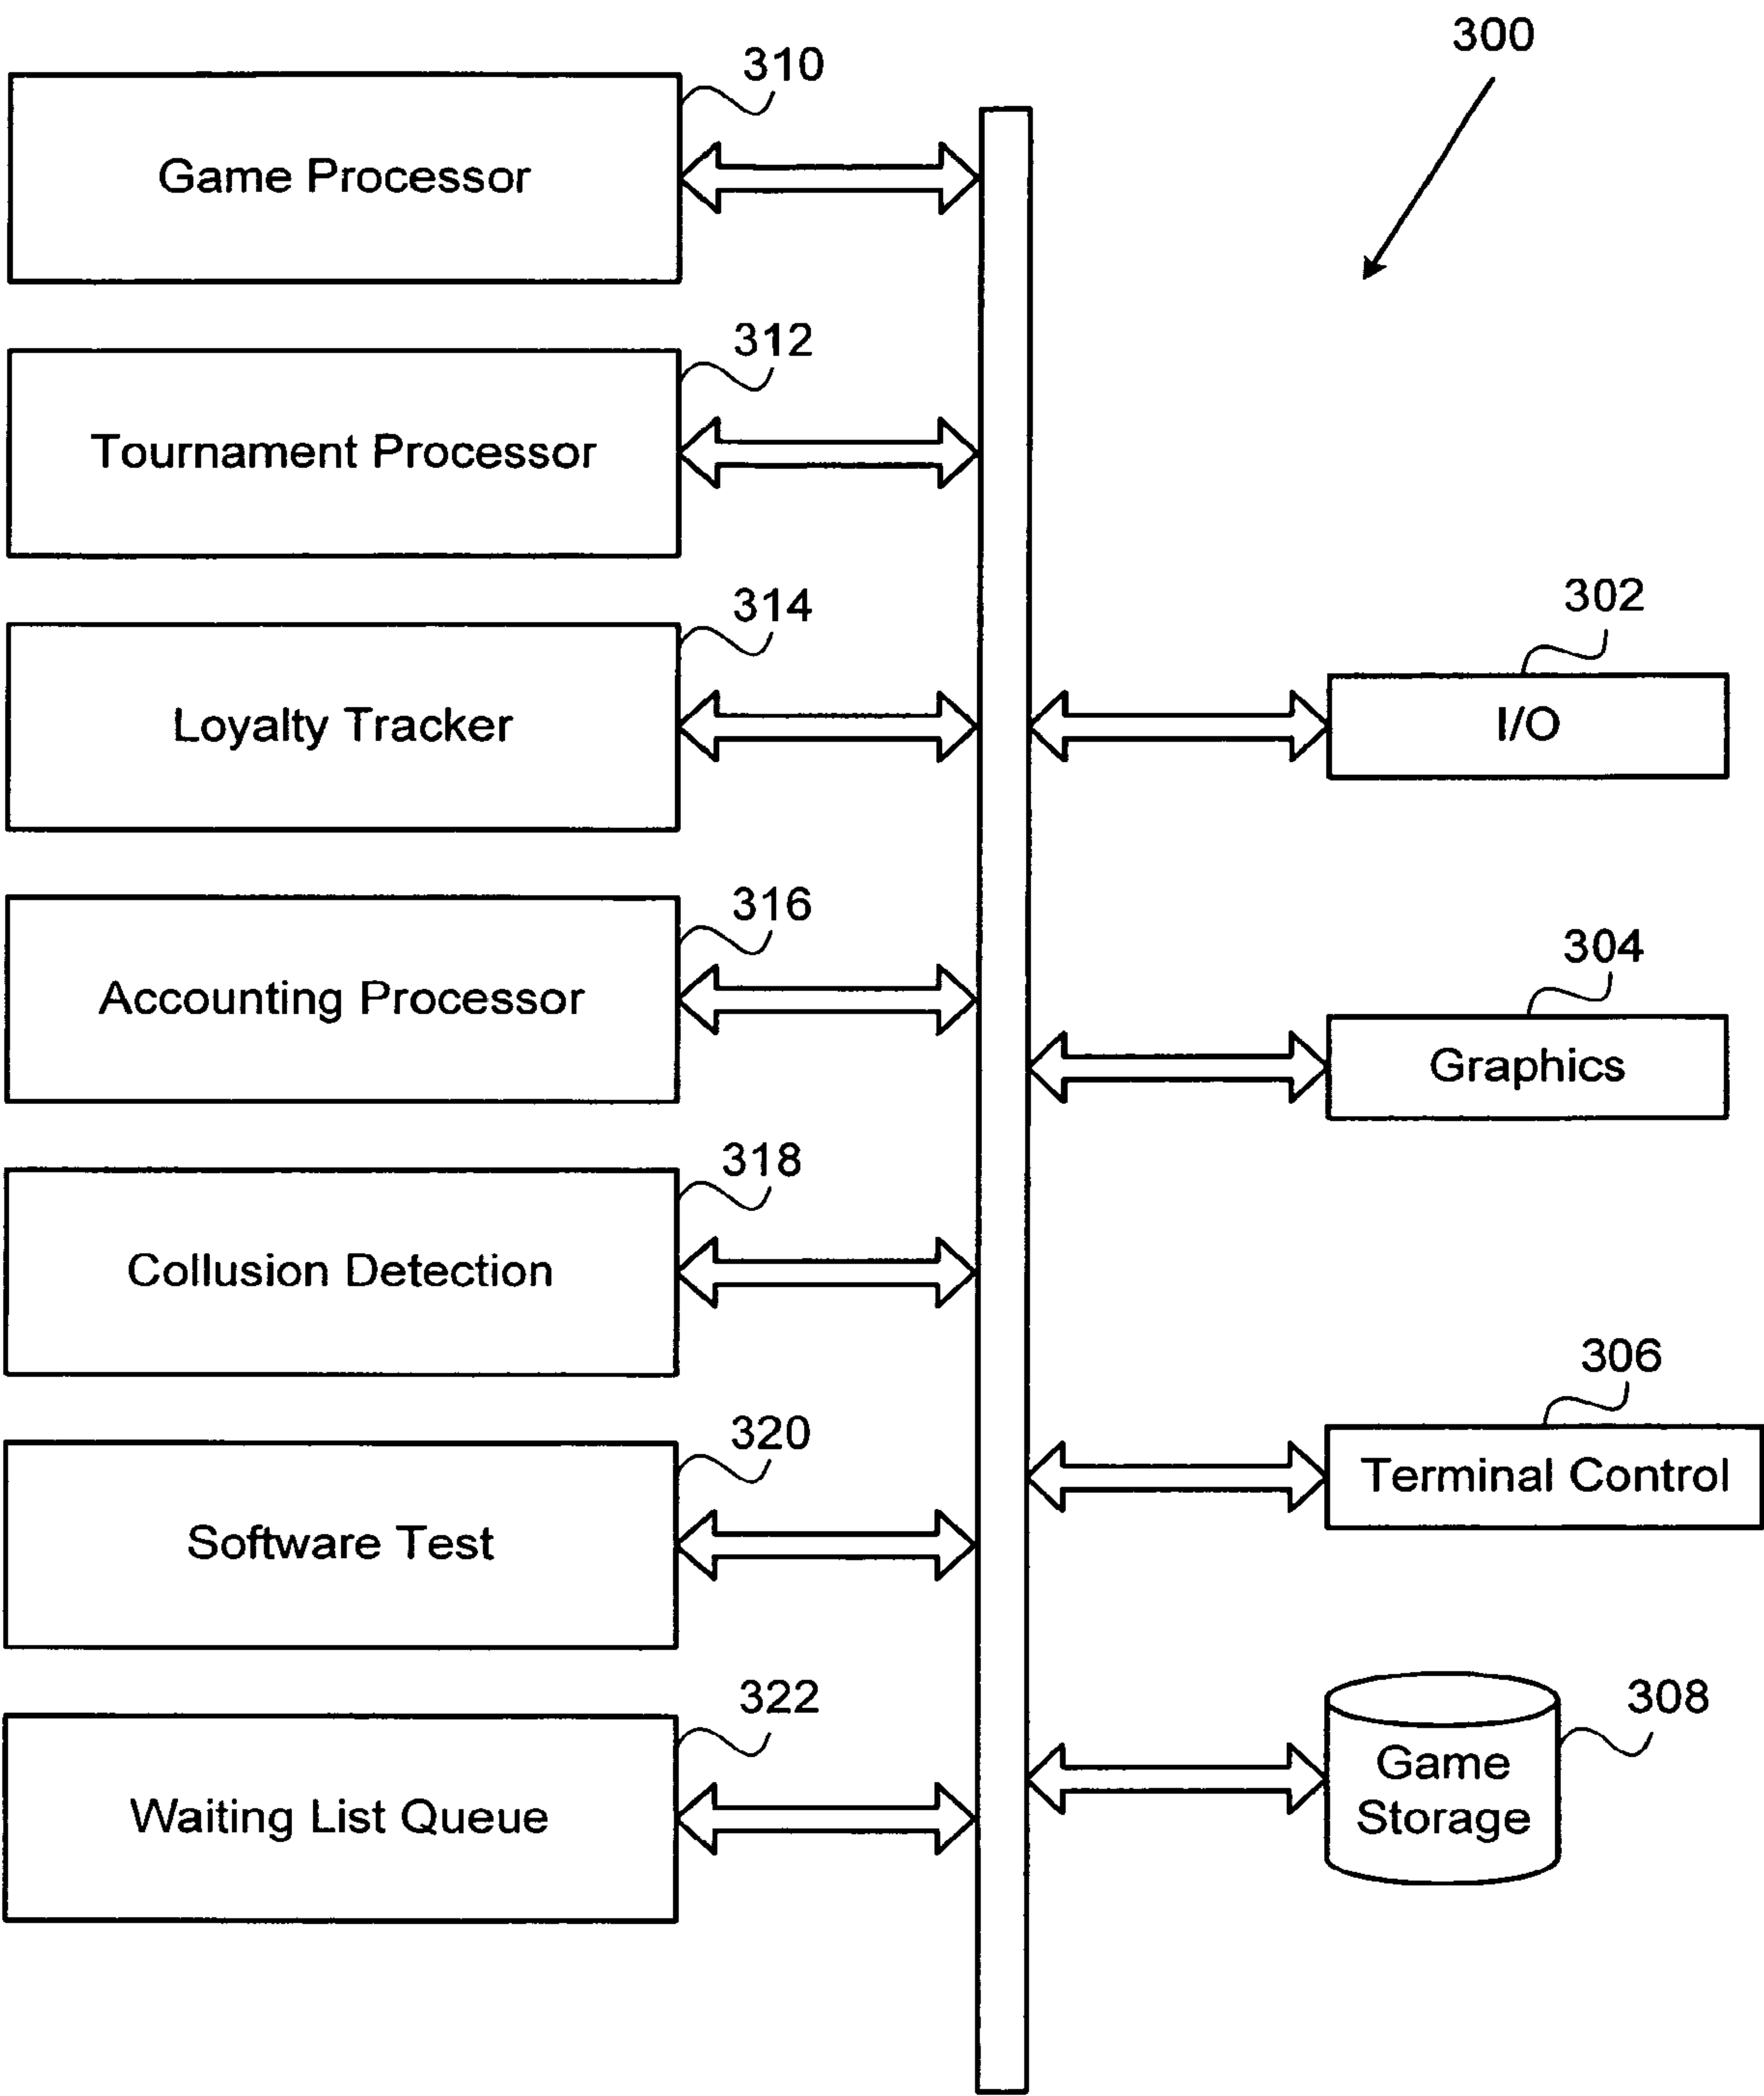 300
310
Game Processor
312
Tournament Processor
314
Loyalty Tracker
302
I/O
316
Accounting Processor
304
Graphics
318
Collusion Detection
306
Terminal Control
320
Software Test
322
Waiting List Queue
308
Game
Storage